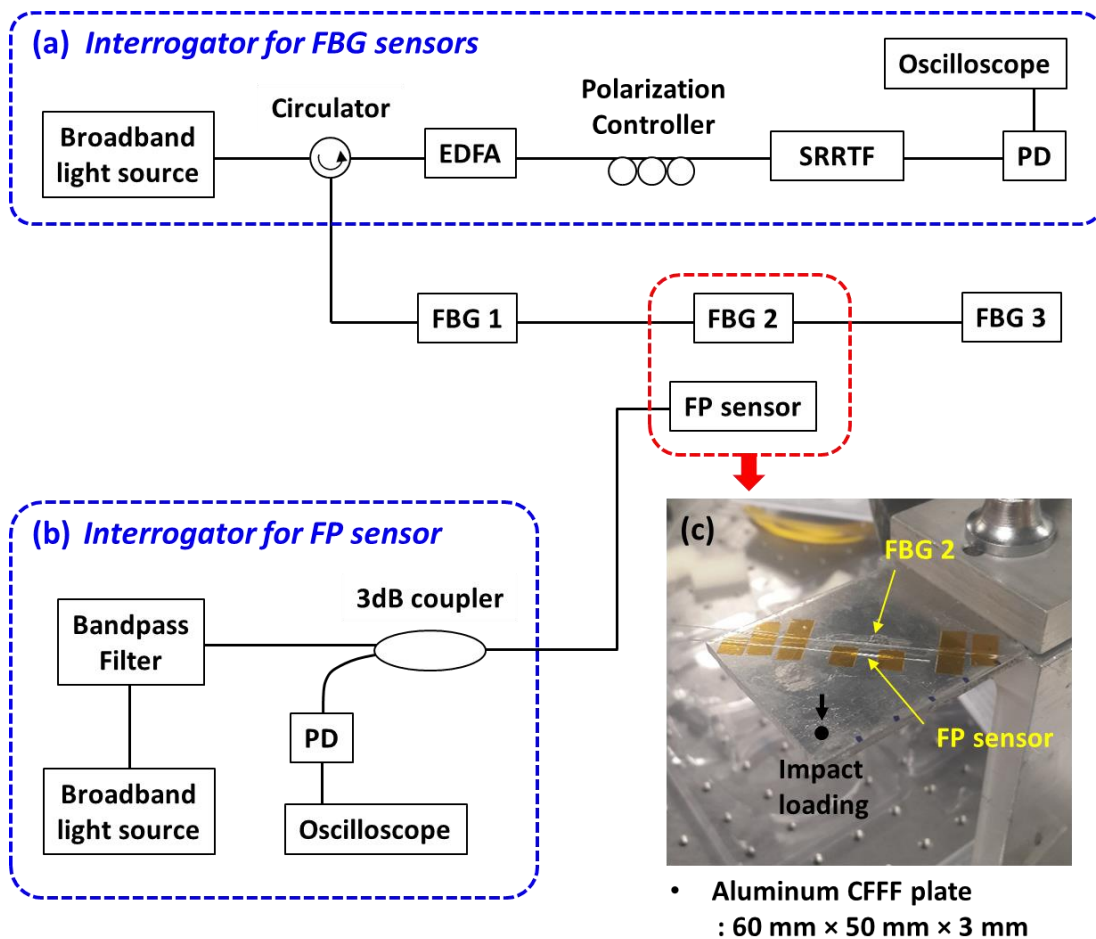 (a) Interrogator for FBG sensors
Oscilloscope
Polarization
Controller
Circulator
Broadband
light source
EDFA
SRRTF
PD
FBG 1
FBG 2
FBG 3
FP sensor
(b) Interrogator for FP sensor
3dB coupler
Bandpass
Filter
PD
Broadband
light source
Oscilloscope
(c)
FBG 2
FP sensor
Impact
loading
• Aluminum CFFF plate
: 60 mm × 50 mm × 3 mm